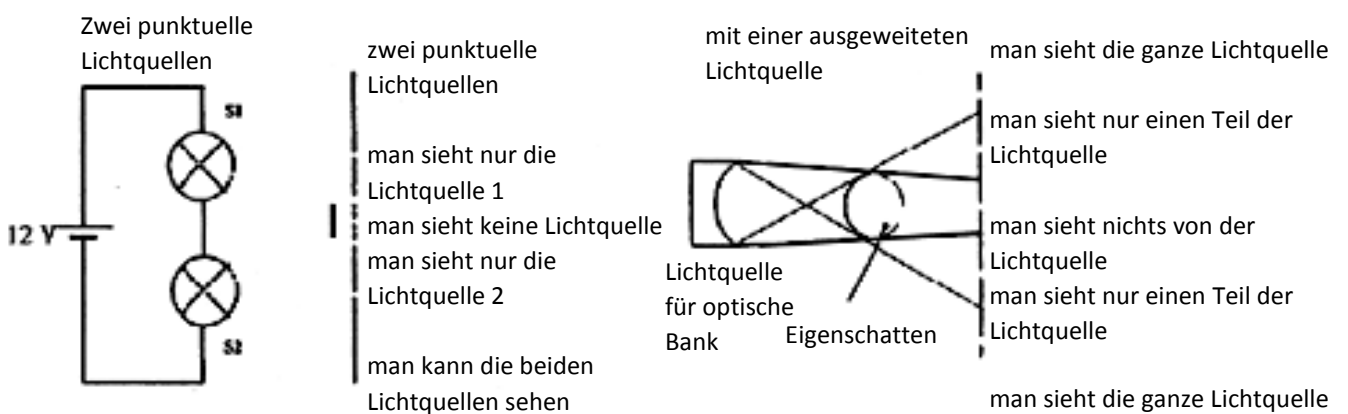 Zwei punktuelle
Lichtquellen
S1
12 V
S2
zwei punktuelle
Lichtquellen
man sieht nur die
Lichtquelle 1
man sieht keine Lichtquelle
man sieht nur die
Lichtquelle 2
man kann die beiden
Lichtquellen sehen
mit einer ausgeweiteten
Lichtquelle
Lichtquelle
für optische
Bank
Eigenschatten
man sieht die ganze Lichtquelle
man sieht nur einen Teil der
Lichtquelle
man sieht nichts von der
Lichtquelle
man sieht nur einen Teil der
Lichtquelle
man sieht die ganze Lichtquelle